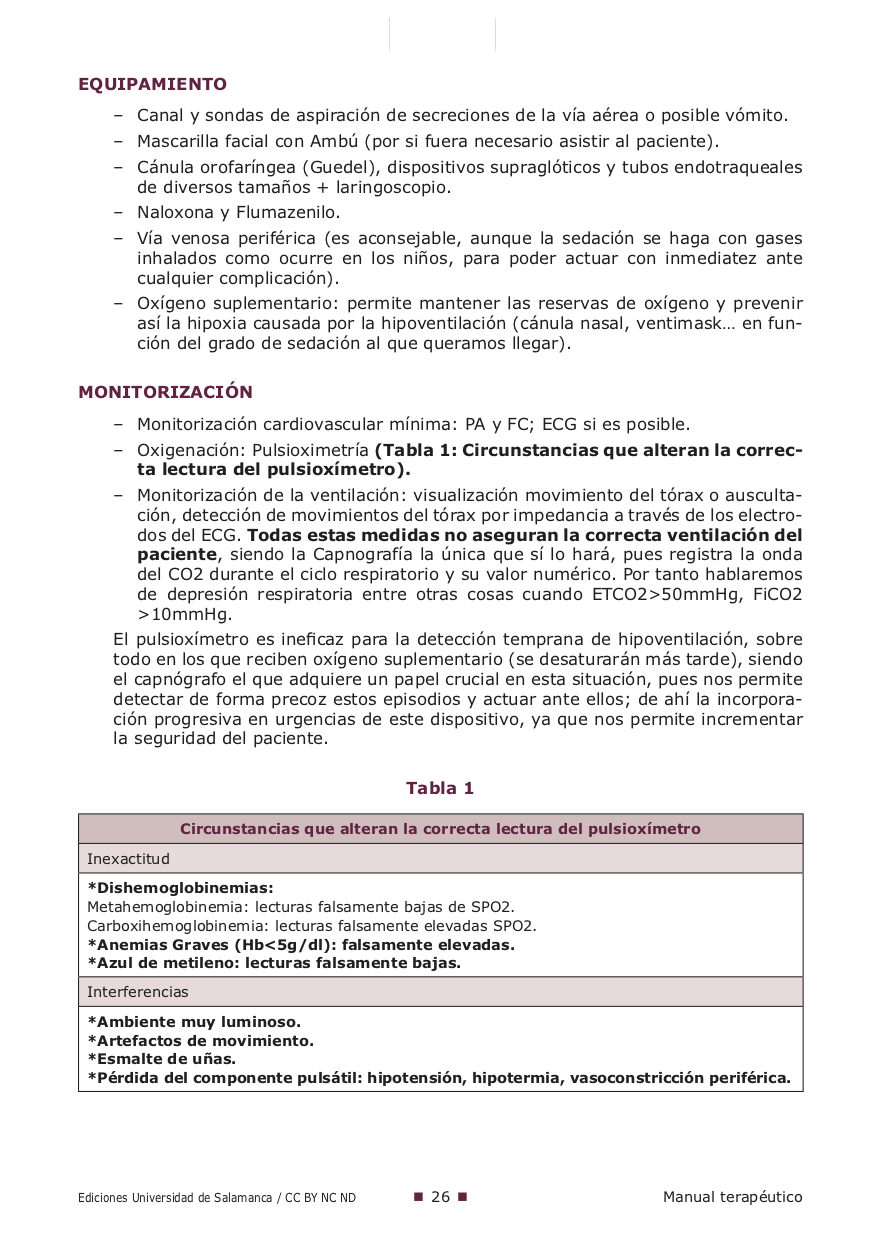 EQUIPAMIENTO
– Canal y sondas de aspiración de secreciones de la vía aérea o posible vómito.
– Mascarilla facial con Ambú (por si fuera necesario asistir al paciente).
– Cánula orofaríngea (Guedel), dispositivos supraglóticos y tubos endotraqueales
de diversos tamaños + laringoscopio.
– Naloxona y Flumazenilo.
– Vía venosa periférica (es aconsejable, aunque la sedación se haga con gases
inhalados como ocurre en los niños, para poder actuar con inmediatez ante
cualquier complicación).
– Oxígeno suplementario: permite mantener las reservas de oxígeno y prevenir
así la hipoxia causada por la hipoventilación (cánula nasal, ventimask… en fun-
ción del grado de sedación al que queramos llegar).
MONITORIZACIÓN
– Monitorización cardiovascular mínima: PA y FC; ECG si es posible.
– Oxigenación: Pulsioximetría (Tabla 1: Circunstancias que alteran la correc-
ta lectura del pulsioxímetro).
– Monitorización de la ventilación: visualización movimiento del tórax o ausculta-
ción, detección de movimientos del tórax por impedancia a través de los electro-
dos del ECG. Todas estas medidas no aseguran la correcta ventilación del
paciente, siendo la Capnografía la única que sí lo hará, pues registra la onda
del CO2 durante el ciclo respiratorio y su valor numérico. Por tanto hablaremos
de depresión respiratoria entre otras cosas cuando ETCO2>50mmHg, FiCO2
>10mmHg.
El pulsioxímetro es ineficaz para la detección temprana de hipoventilación, sobre
todo en los que reciben oxígeno suplementario (se desaturarán más tarde), siendo
el capnógrafo el que adquiere un papel crucial en esta situación, pues nos permite
detectar de forma precoz estos episodios y actuar ante ellos; de ahí la incorpora-
ción progresiva en urgencias de este dispositivo, ya que nos permite incrementar
la seguridad del paciente.
Tabla 1
Circunstancias que alteran la correcta lectura del pulsioxímetro
Inexactitud
*Dishemoglobinemias:
Metahemoglobinemia: lecturas falsamente bajas de SPO2.
Carboxihemoglobinemia: lecturas falsamente elevadas SPO2.
*Anemias Graves (Hb<5g/dl): falsamente elevadas.
*Azul de metileno: lecturas falsamente bajas.
Interferencias
*Ambiente muy luminoso.
*Artefactos de movimiento.
*Esmalte de uñas.
*Pérdida del componente pulsátil: hipotensión, hipotermia, vasoconstricción periférica.
Ediciones Universidad de Salamanca / CC BY NC ND ■ 26 ■ Manual terapéutico